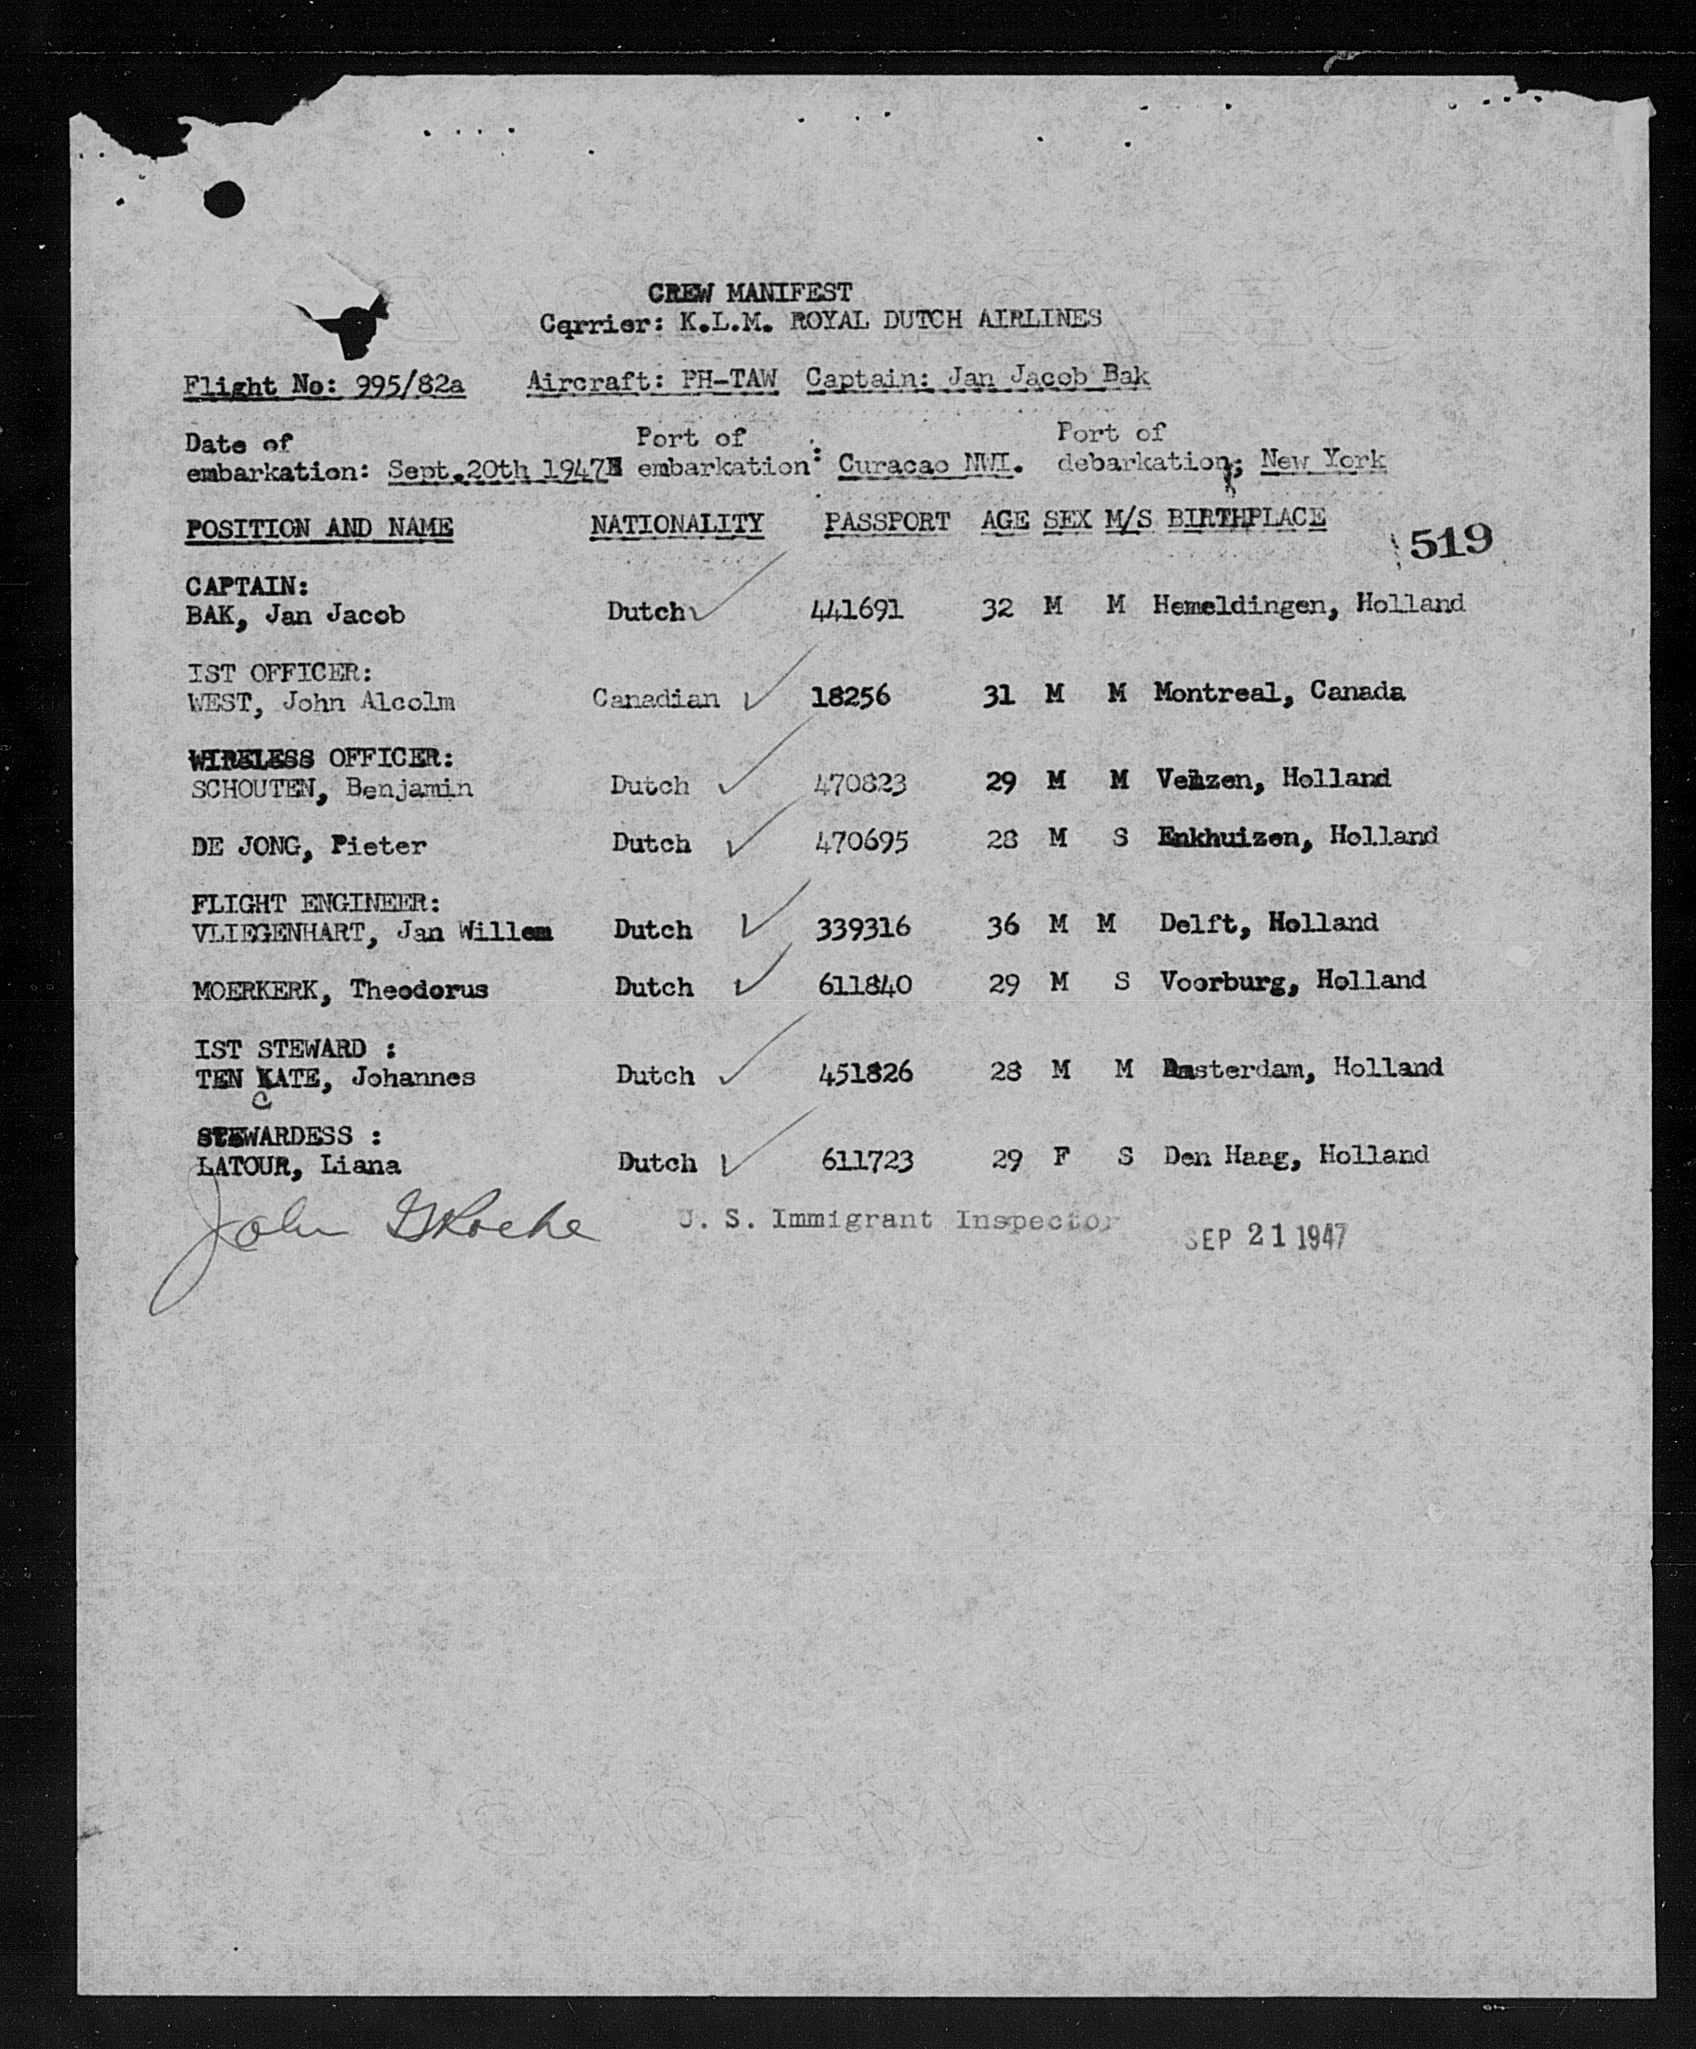 CREW MANIFEST
Carrier: K.L.M. ROYAL DUTCH AIRLINES
Flight No: 995/82a Aircraft: PH-TAW Captain: Jan Jacob Bak
Date of Port of : Port of
embarkation: Sept.20th 1947 embarkation: Curacao NWI. debarkation; New York
POSITION AND NAME NATIONALITY PASSPORT AGE SEX M/S BIRTHPLACE
519
CAPTAIN:
BAK, Jan Jacob Dutch ✓ 441691 32 M M Hemeldingen, Holland
IST OFFICER:
WEST, John Alcolm Canadian ✓ 18256 31 M M Montreal, Canada
WIRELESS OFFICER:
SCHOUTEN, Benjamin Dutch ✓ 470823 29 M M Holland
DE JONG, Pieter Dutch ✓ 470695 28 M S Enkhuizen, Holland
FLIGHT ENGINEER:
VLIEGENHART, Jan Willem Dutch ✓ 339316 36 M M Delft, Holland
MOERKERK, Theodorus Dutch ✓ 611840 29 M S Voorburg, Holland
IST STEWARD :
TEN KATE, Johannes Dutch ✓ 451826 28 M M Amsterdam, Holland
C
STEWARDESS :
LATOUR, Liana Dutch ✓ 611723 29 F S Den Haag, Holland
John G Roche U. S. Immigrant Inspector SEP 21 1947